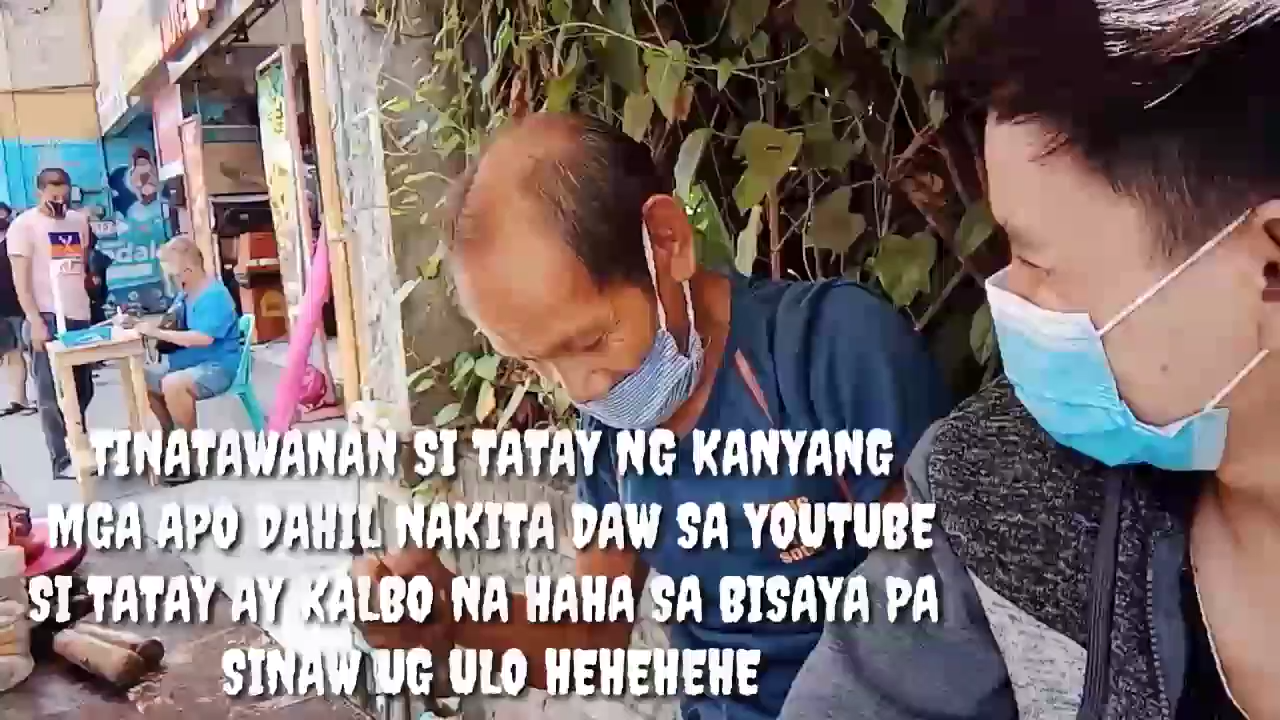 TINATAWANAN SI TATAY NG KANYANG
MGA APO DAHIL NAKITA DAW SA YOUTUBE
SI TATAY AY KALBO NA HAHA SA BISAYA PA
SINAW UG ULO HEHEHEHE